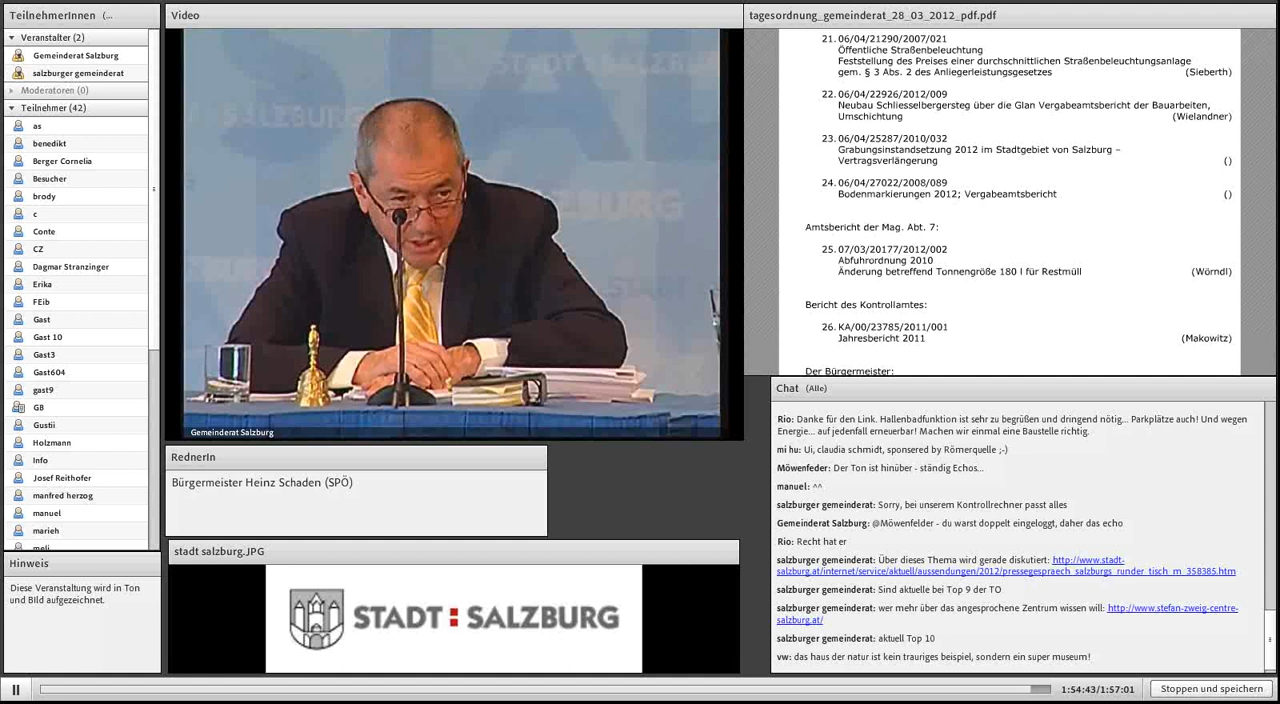 TeilnehmerInnen (...
Veranstalter (2)
Gemeinderat Salzburg
salzburger gemeinderat
Moderatoren (0)
Teilnehmer (42)
as
benedikt
Berger Cornelia
Besucher
brody
c
Conte
CZ
Dagmar Stranzinger
Erika
FEib
Gast
Gast 10
Gast3
Gast604
gast9
GB
Gustii
Holzmann
Info
Josef Reithofer
manfred herzog
manuel
marieh
meli
Hinweis
Diese Veranstaltung wird in Ton
und BIld aufgezeichnet.
Video
SALZBURG
Gemeinderat Salzburg
RednerIn
Bürgermeister Heinz Schaden (SPÖ)
stadt salzburg.JPG
STADT : SALZBURG
tagesordnung_gemeinderat_28_03_2012_pdf.pdf
21. 06/04/21290/2007/021
Öffentliche Straßenbeleuchtung
Feststellung des Preises einer durchschnittlichen Straßenbeleuchtungsanlage
gem. § 3 Abs. 2 des Anliegerleistungsgesetzes (Sieberth)
22. 06/04/22926/2012/009
Neubau Schliesselbergersteg über die Glan Vergabeamtsbericht der Bauarbeiten,
Umschichtung (Wielandner)
23. 06/04/25287/2010/032
Grabungsinstandsetzung 2012 im Stadtgebiet von Salzburg –
Vertragsverlängerung ()
24. 06/04/27022/2008/089
Bodenmarkierungen 2012; Vergabeamtsbericht ()
Amtsbericht der Mag. Abt. 7:
25. 07/03/20177/2012/002
Abfuhrordnung 2010
Änderung betreffend Tonnengröße 180 l für Restmüll (Wörndl)
Bericht des Kontrollamtes:
26. KA/00/23785/2011/001
Jahresbericht 2011 (Makowitz)
Der Bürgermeister:
Chat (Alle)
Rio: Danke für den Link. Hallenbadfunktion ist sehr zu begrüßen und dringend nötig... Parkplätze auch! Und wegen
Energie... auf jedenfall erneuerbar! Machen wir einmal eine Baustelle richtig.
mi hu: Ui, claudia schmidt, sponsered by Römerquelle ;-)
Möwenfeder: Der Ton ist hinüber - ständig Echos...
manuel: ^^
salzburger gemeinderat: Sorry, bei unserem Kontrollrechner passt alles
Gemeinderat Salzburg: @Möwenfelder - du warst doppelt eingeloggt, daher das echo
Rio: Recht hat er
salzburger gemeinderat: Über dieses Thema wird gerade diskutiert: http://www.stadt-
salzburg.at/internet/service/aktuell/aussendungen/2012/pressegespraech_salzburgs_runder_tisch_m_358385.htm
salzburger gemeinderat: Sind aktuelle bei Top 9 der TO
salzburger gemeinderat: wer mehr über das angesprochene Zentrum wissen will: http://www.stefan-zweig-centre-
salzburg.at/
salzburger gemeinderat: aktuell Top 10
vw: das haus der natur ist kein trauriges beispiel, sondern ein super museum!
1:54:43/1:57:01
Stoppen und speichern